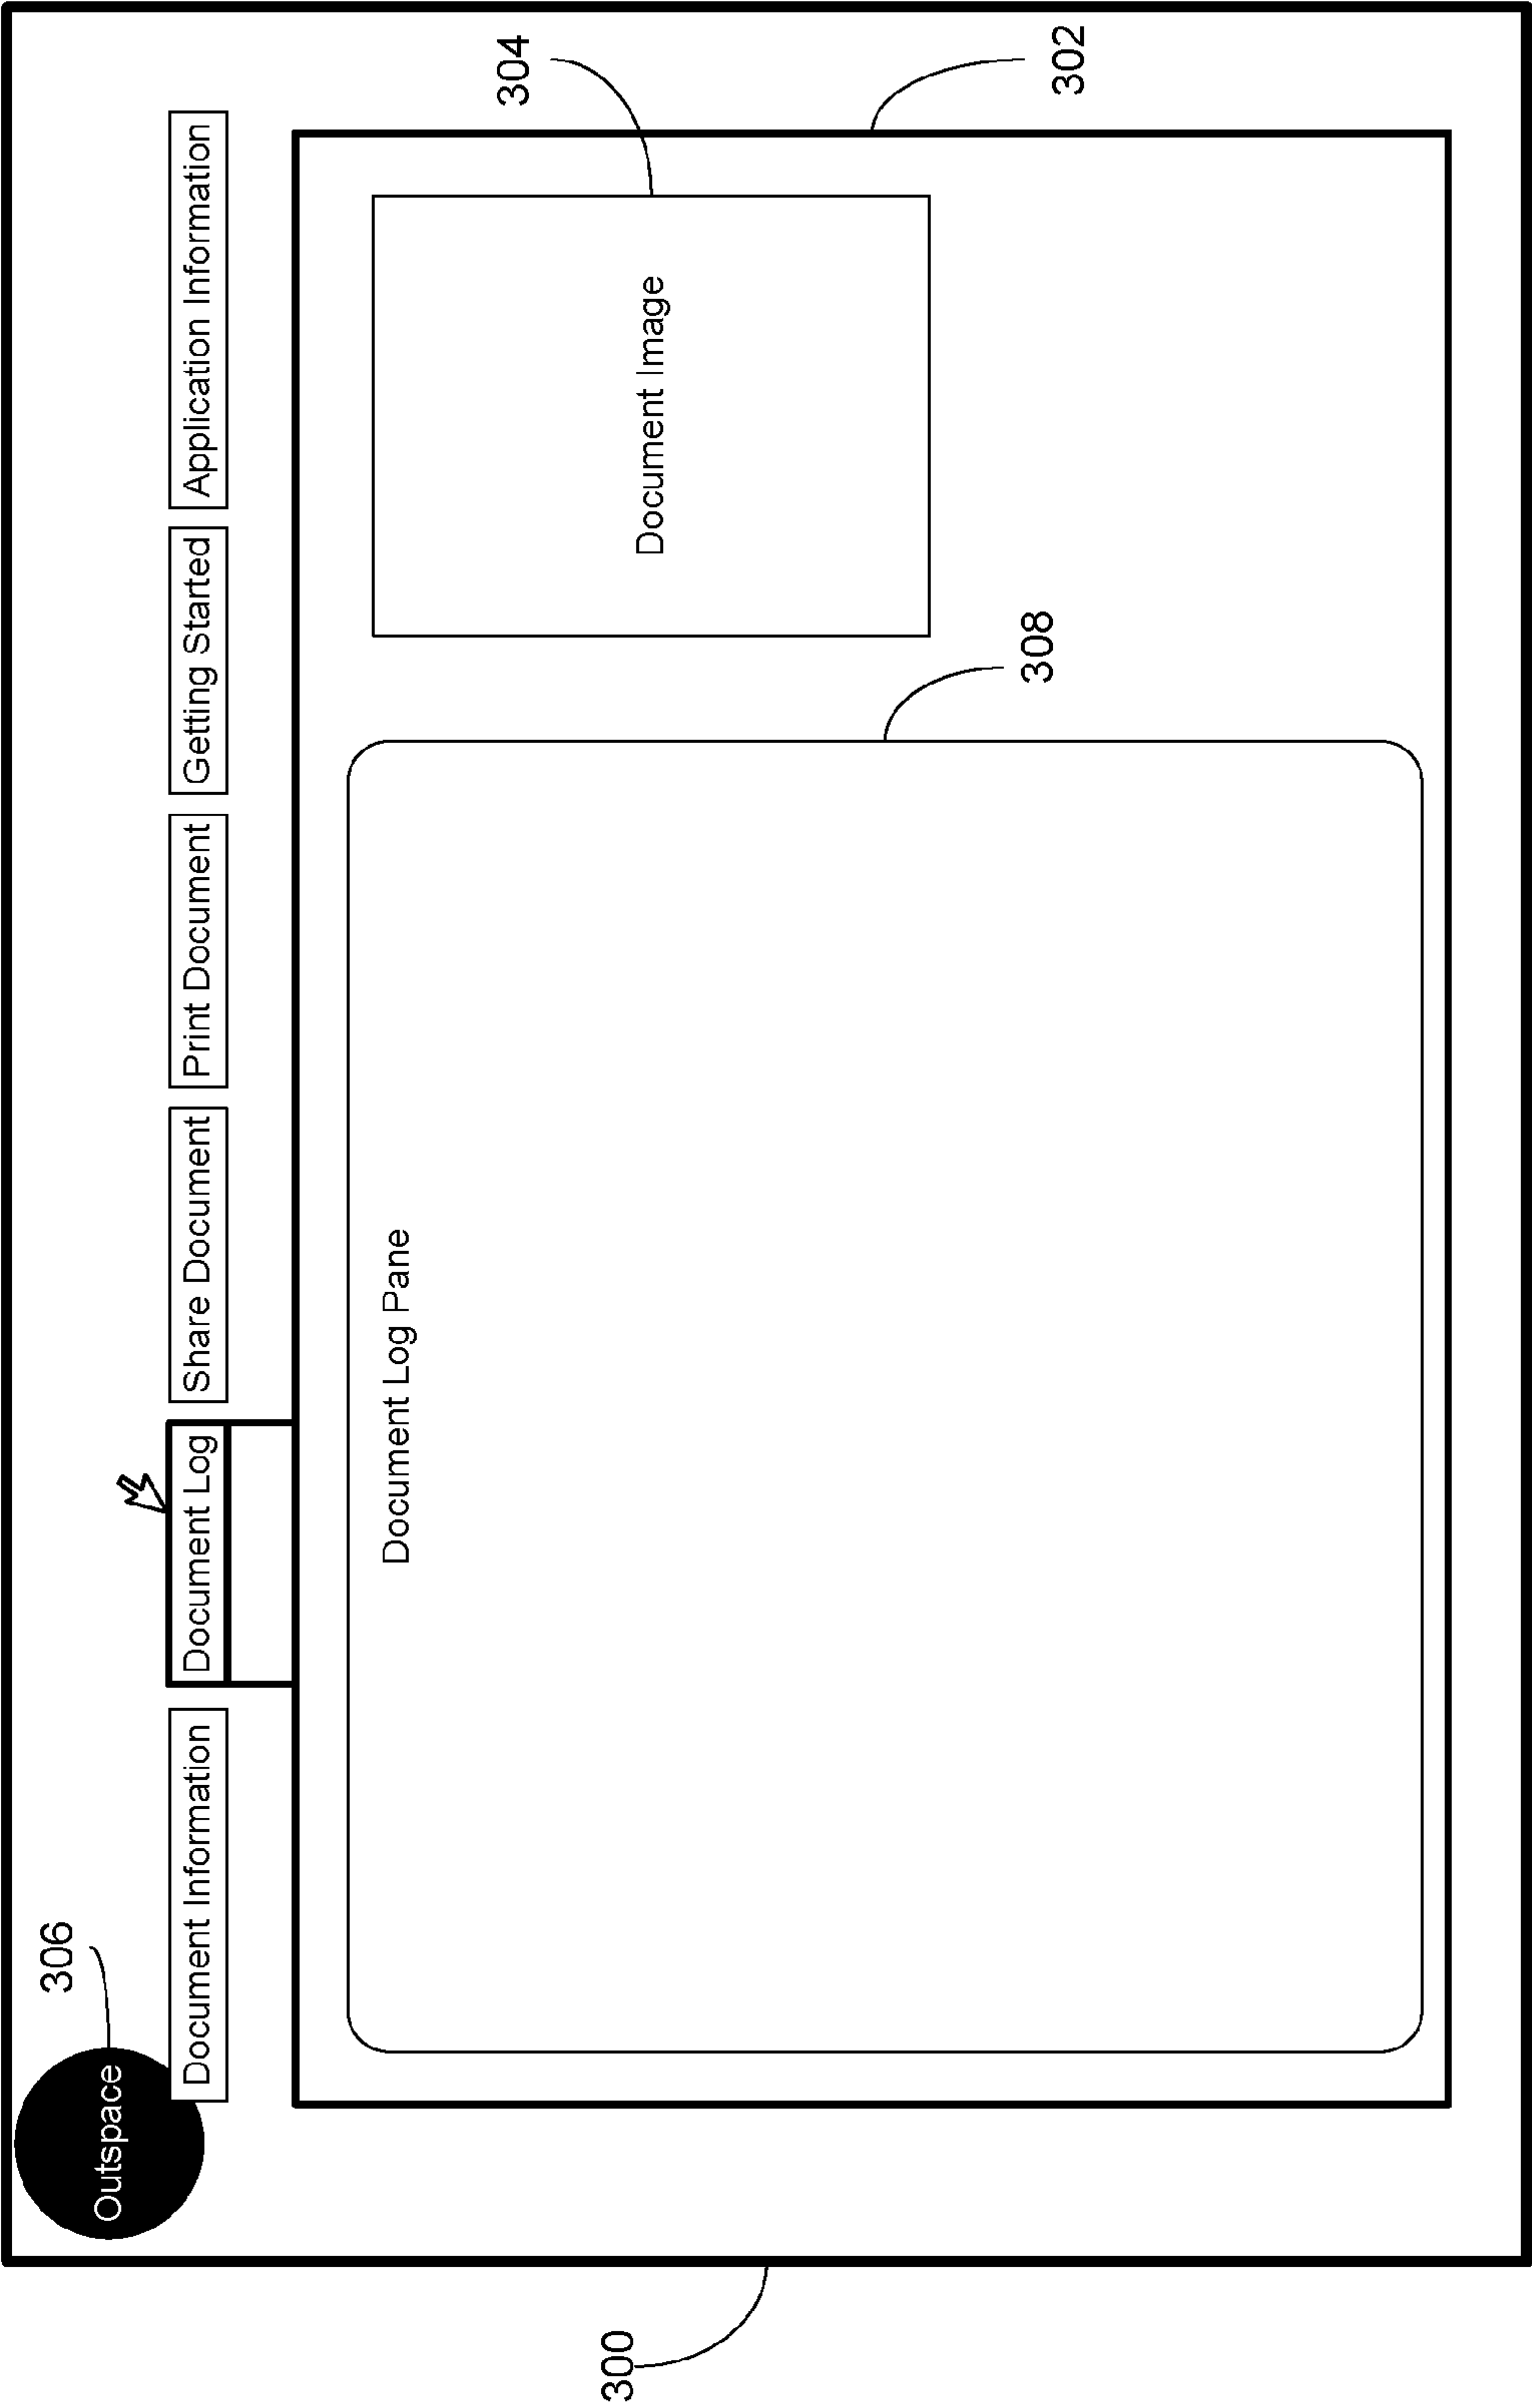 306
Outspace
Document Information
Document Log
Share Document
Print Document
Getting Started
Application Information
304
Document Log Pane
Document Image
308
302
300